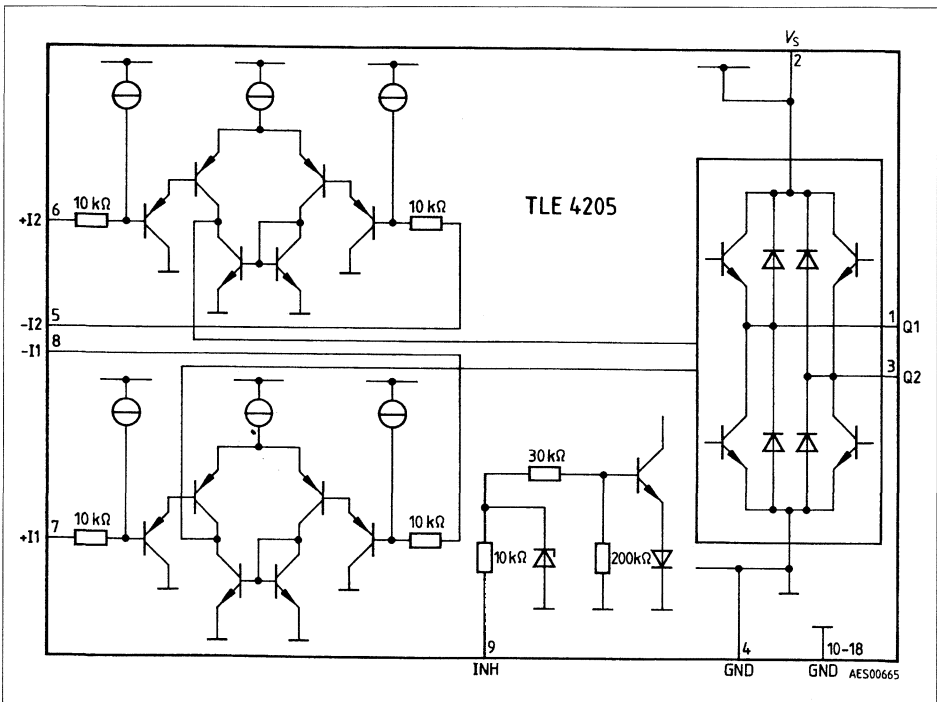 VS
2
TLE 4205
10 kΩ
10 kΩ
+I2
6
-I2
5
-I1
8
1
Q1
3
Q2
+I1
7
10 kΩ
10 kΩ
30 kΩ
10 kΩ
200 kΩ
9
INH
4
GND
10-18
GND
AES00665